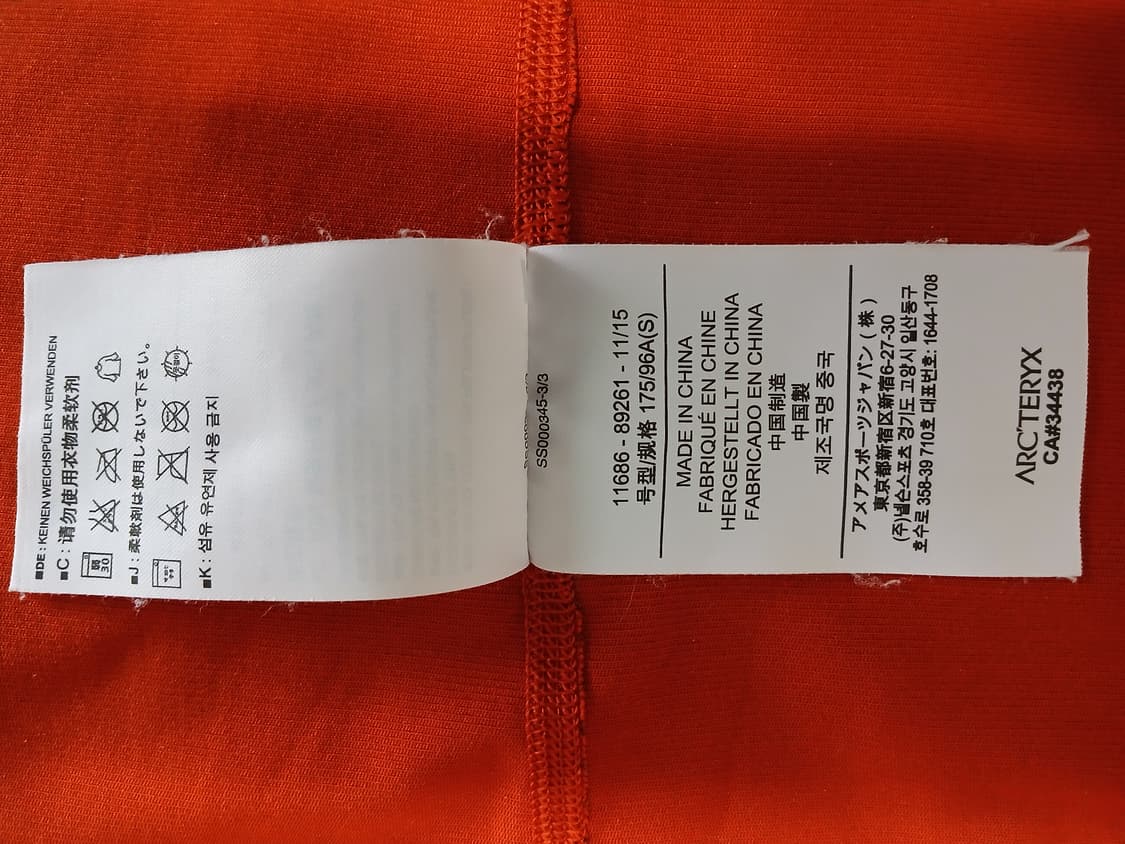 ■DE : KEINEN WEICHSPÜLER VERWENDEN
■C : 请勿使用衣物柔软剂
30
■J : 柔軟剤は使用しないで下さい。
■K : 섬유 유연제 사용 금지
SS000345-3/3
11686 - 89261 - 11/15
号型/规格 175/96A(S)
MADE IN CHINA
FABRIQUÉ EN CHINE
HERGESTELLT IN CHINA
FABRICADO EN CHINA
中国制造
中国製
제조국명 중국
アメアスポーツジャパン ( 株 )
東京都新宿区新宿6-27-30
(주)넬슨스포츠 경기도 고양시 일산동구
호수로 358-39 710호 대표번호: 1644-1708
ARC'TERYX
CA#34438